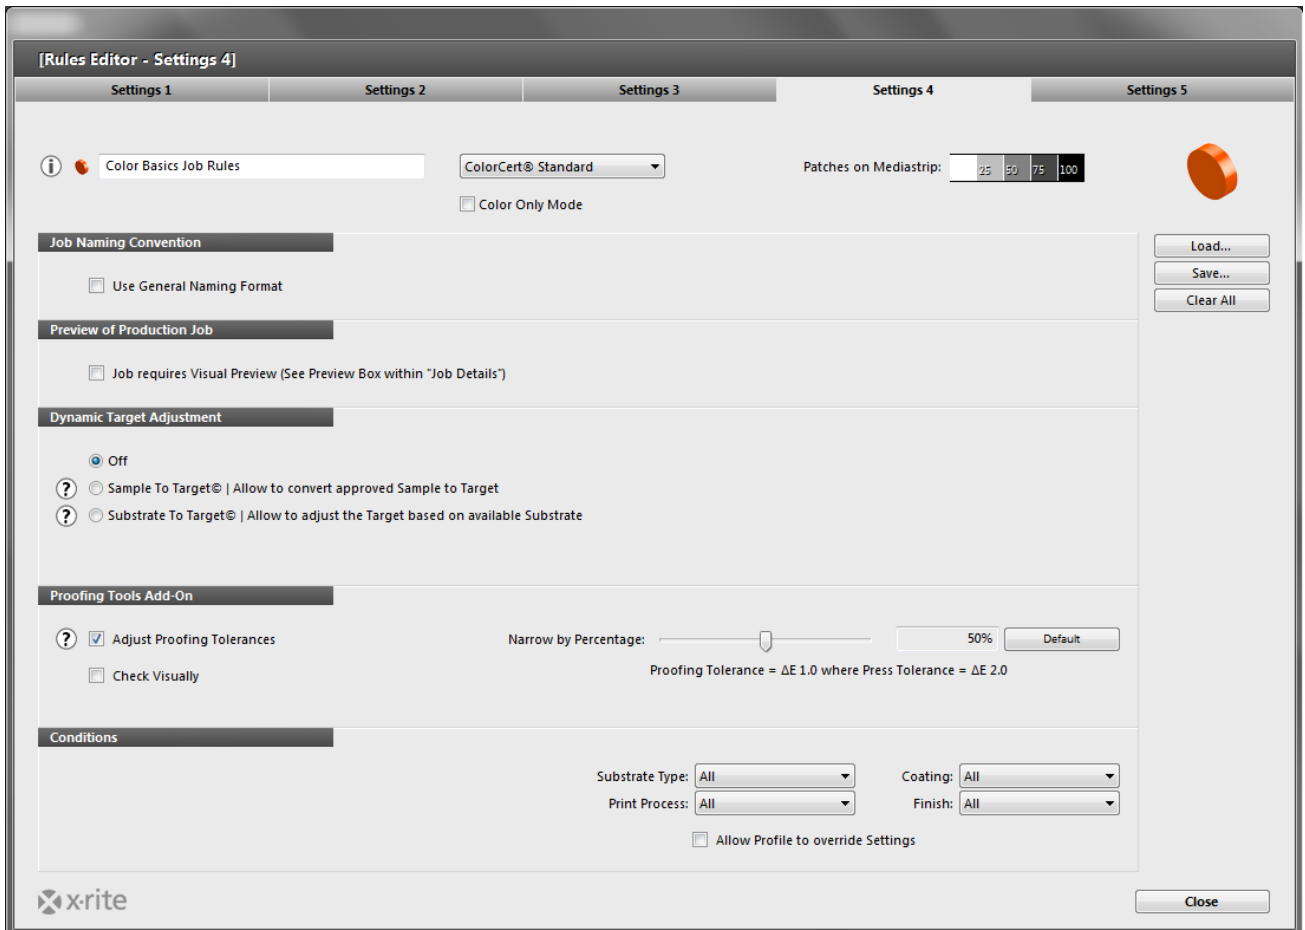 [Rules Editor - Settings 4]
Settings 1 Settings 2 Settings 3 Settings 4 Settings 5
Color Basics Job Rules ColorCert® Standard Patches on Mediastrip: 25 50 75 100
Color Only Mode
Job Naming Convention
Load...
Save...
Use General Naming Format
Clear All
Preview of Production Job
Job requires Visual Preview (See Preview Box within "Job Details")
Dynamic Target Adjustment
Off
? Sample To Target© | Allow to convert approved Sample to Target
? Substrate To Target© | Allow to adjust the Target based on available Substrate
Proofing Tools Add-On
? Adjust Proofing Tolerances Narrow by Percentage: 50% Default
Check Visually Proofing Tolerance = ΔE 1.0 where Press Tolerance = ΔE 2.0
Conditions
Substrate Type: All Coating: All
Print Process: All Finish: All
Allow Profile to override Settings
x·rite Close